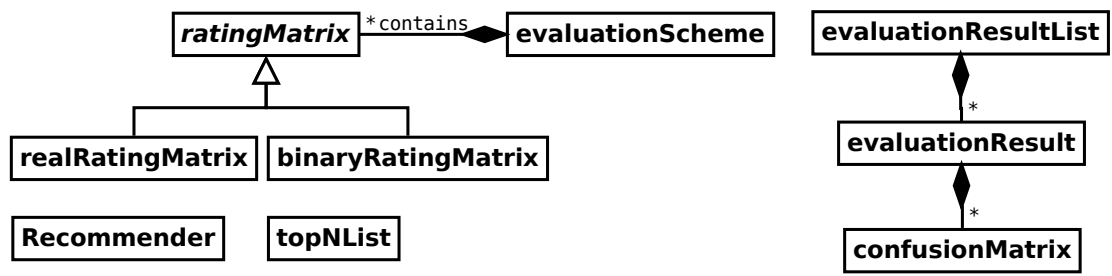 ratingMatrix
*contains
evaluationScheme
evaluationResultList
*
realRatingMatrix
binaryRatingMatrix
evaluationResult
*
Recommender
topNList
confusionMatrix